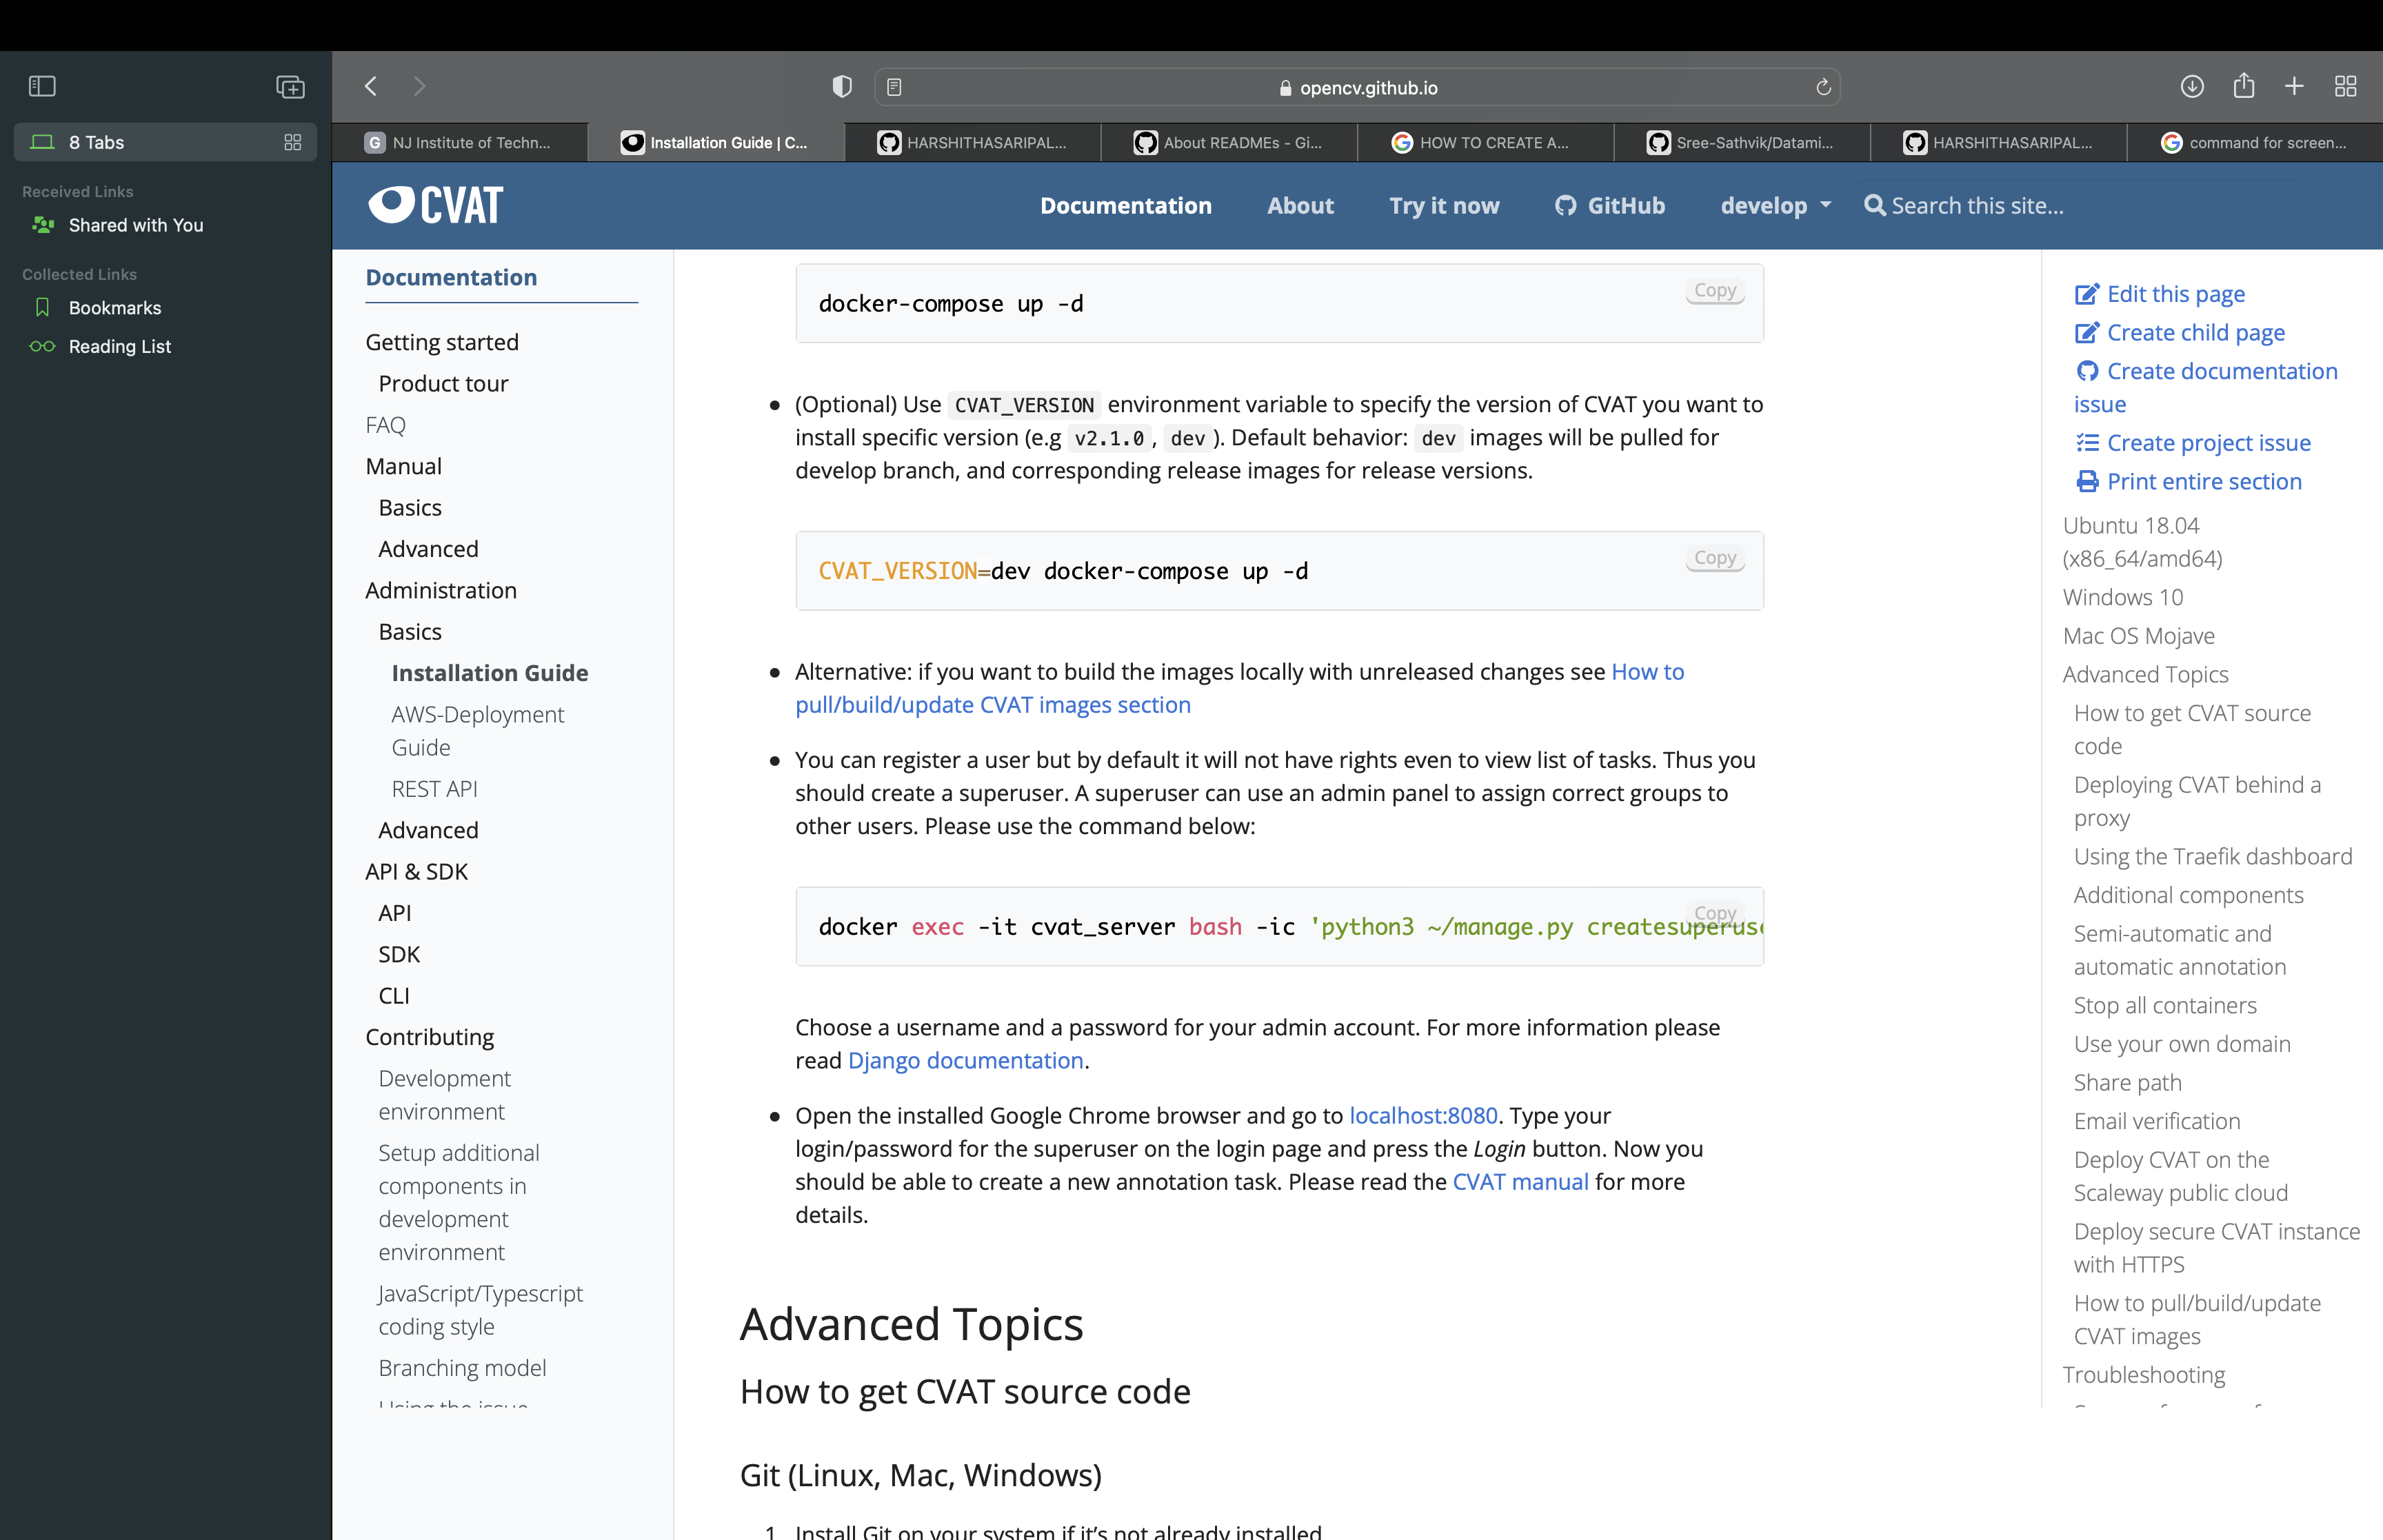 opencv.github.io
8 Tabs
Received Links
Shared with You
Collected Links
Bookmarks
Reading List
G NJ Institute of Techn...
Installation Guide | C...
HARSHITHASARIPAL...
About READMEs - Gi...
HOW TO CREATE A...
Sree-Sathvik/Datami...
HARSHITHASARIPAL...
command for screen...
CVAT
Documentation
About
Try it now
GitHub
develop
Search this site...
Documentation
Getting started
Product tour
FAQ
Manual
Basics
Advanced
Administration
Basics
Installation Guide
AWS-Deployment
Guide
REST API
Advanced
API & SDK
API
SDK
CLI
Contributing
Development
environment
Setup additional
components in
development
environment
JavaScript/Typescript
coding style
Branching model
Using the issue
docker-compose up -d
Copy
• (Optional) Use CVAT_VERSION environment variable to specify the version of CVAT you want to
install specific version (e.g v2.1.0, dev). Default behavior: dev images will be pulled for
develop branch, and corresponding release images for release versions.
CVAT_VERSION=dev docker-compose up -d
Copy
• Alternative: if you want to build the images locally with unreleased changes see How to
pull/build/update CVAT images section
• You can register a user but by default it will not have rights even to view list of tasks. Thus you
should create a superuser. A superuser can use an admin panel to assign correct groups to
other users. Please use the command below:
Copy
docker exec -it cvat_server bash -ic 'python3 ~/manage.py createsuperus
Choose a username and a password for your admin account. For more information please
read Django documentation.
• Open the installed Google Chrome browser and go to localhost:8080. Type your
login/password for the superuser on the login page and press the Login button. Now you
should be able to create a new annotation task. Please read the CVAT manual for more
details.
Advanced Topics
How to get CVAT source code
Git (Linux, Mac, Windows)
1. Install Git on your system if it's not already installed
Edit this page
Create child page
Create documentation
issue
Create project issue
Print entire section
Ubuntu 18.04
(x86_64/amd64)
Windows 10
Mac OS Mojave
Advanced Topics
How to get CVAT source
code
Deploying CVAT behind a
proxy
Using the Traefik dashboard
Additional components
Semi-automatic and
automatic annotation
Stop all containers
Use your own domain
Share path
Email verification
Deploy CVAT on the
Scaleway public cloud
Deploy secure CVAT instance
with HTTPS
How to pull/build/update
CVAT images
Troubleshooting